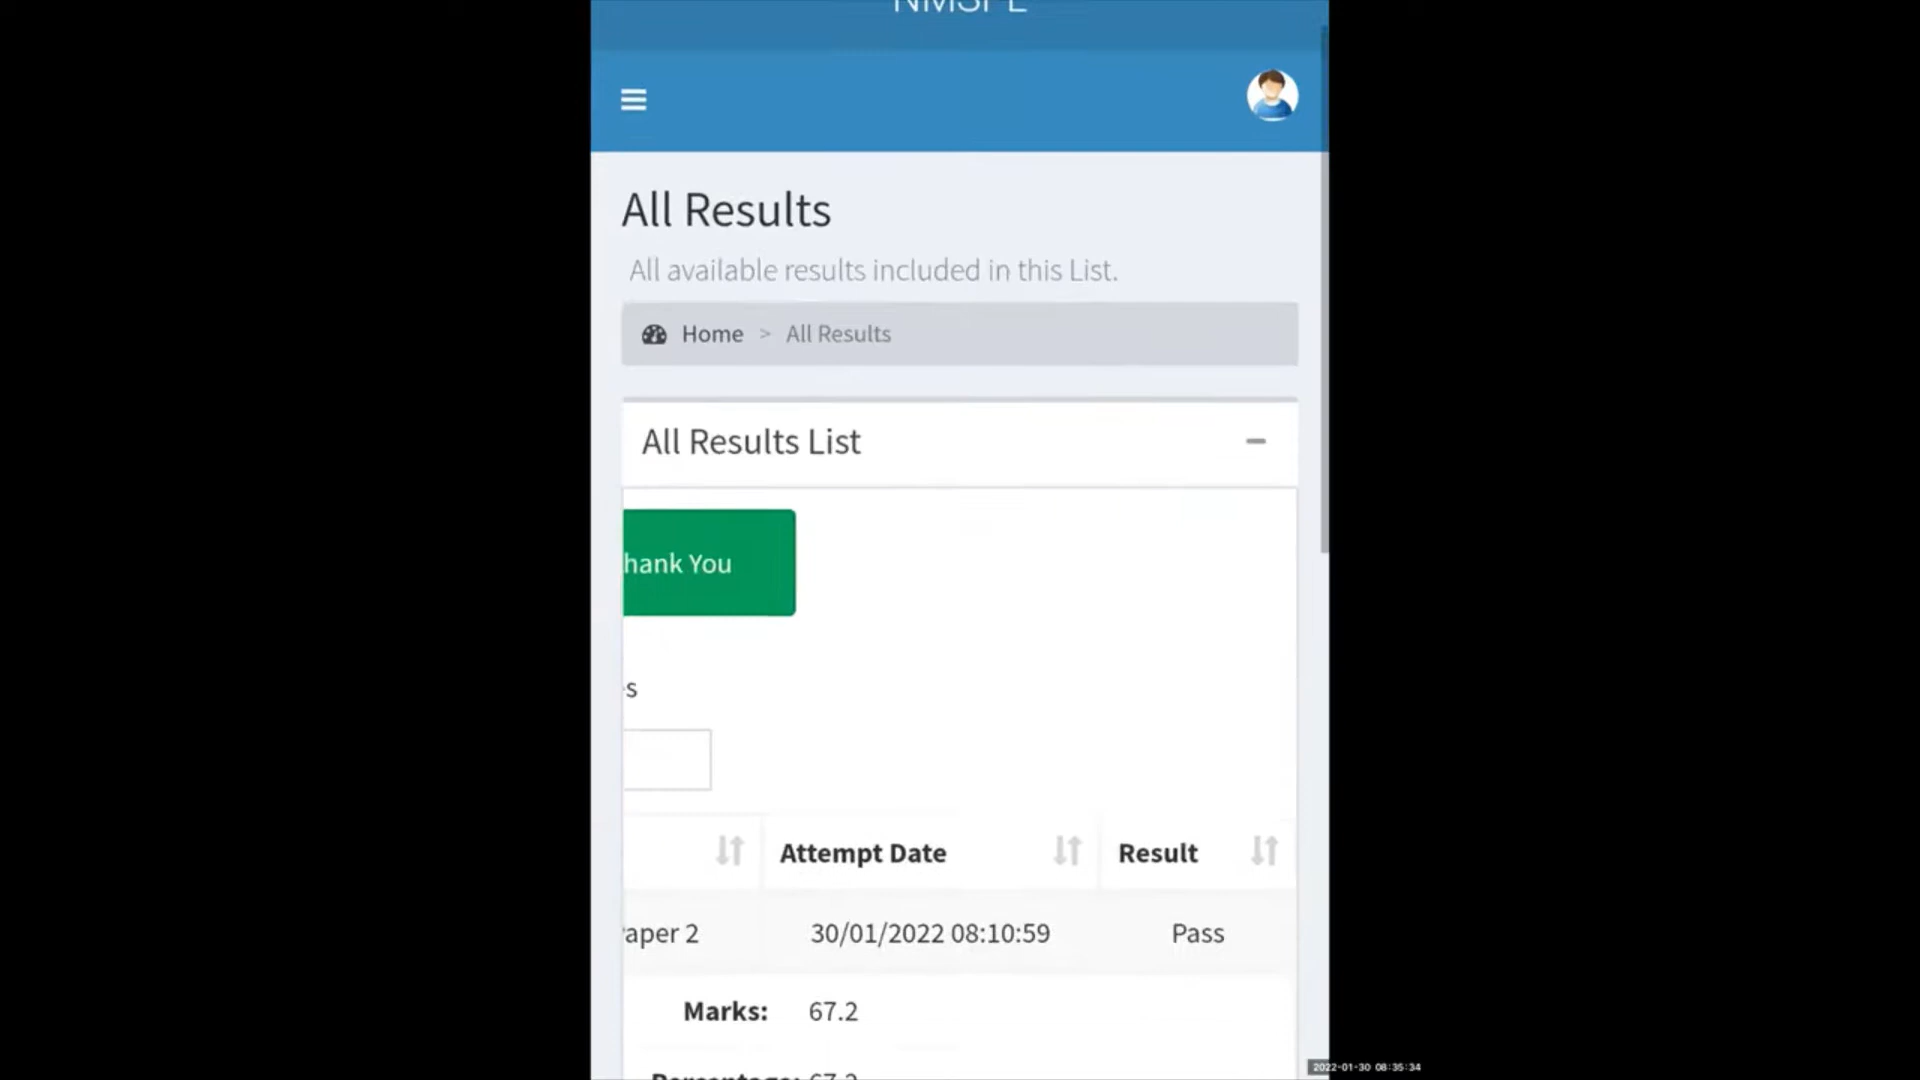 All Results
All available results included in this List.
Home > All Results
All Results List
hank You
s
Attempt Date
Result
aper 2
30/01/2022 08:10:59
Pass
Marks: 67.2
2022-01-30 08:35:34